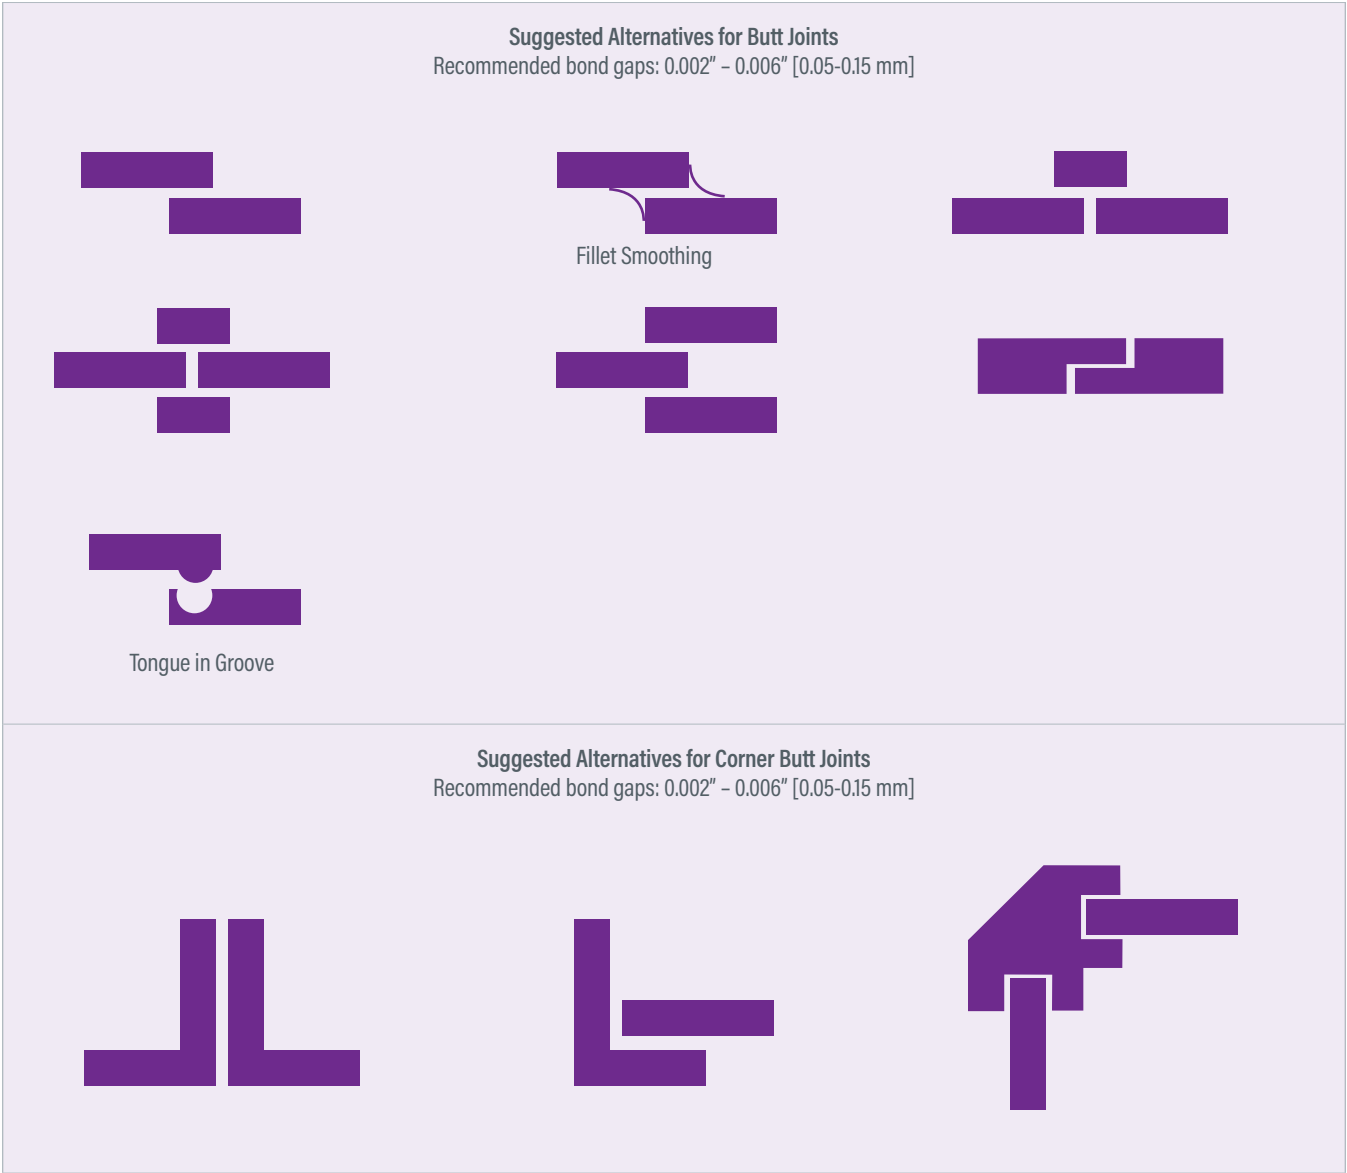 Suggested Alternatives for Butt Joints
Recommended bond gaps: 0.002" – 0.006" [0.05-0.15 mm]
Fillet Smoothing
Tongue in Groove
Suggested Alternatives for Corner Butt Joints
Recommended bond gaps: 0.002" – 0.006" [0.05-0.15 mm]